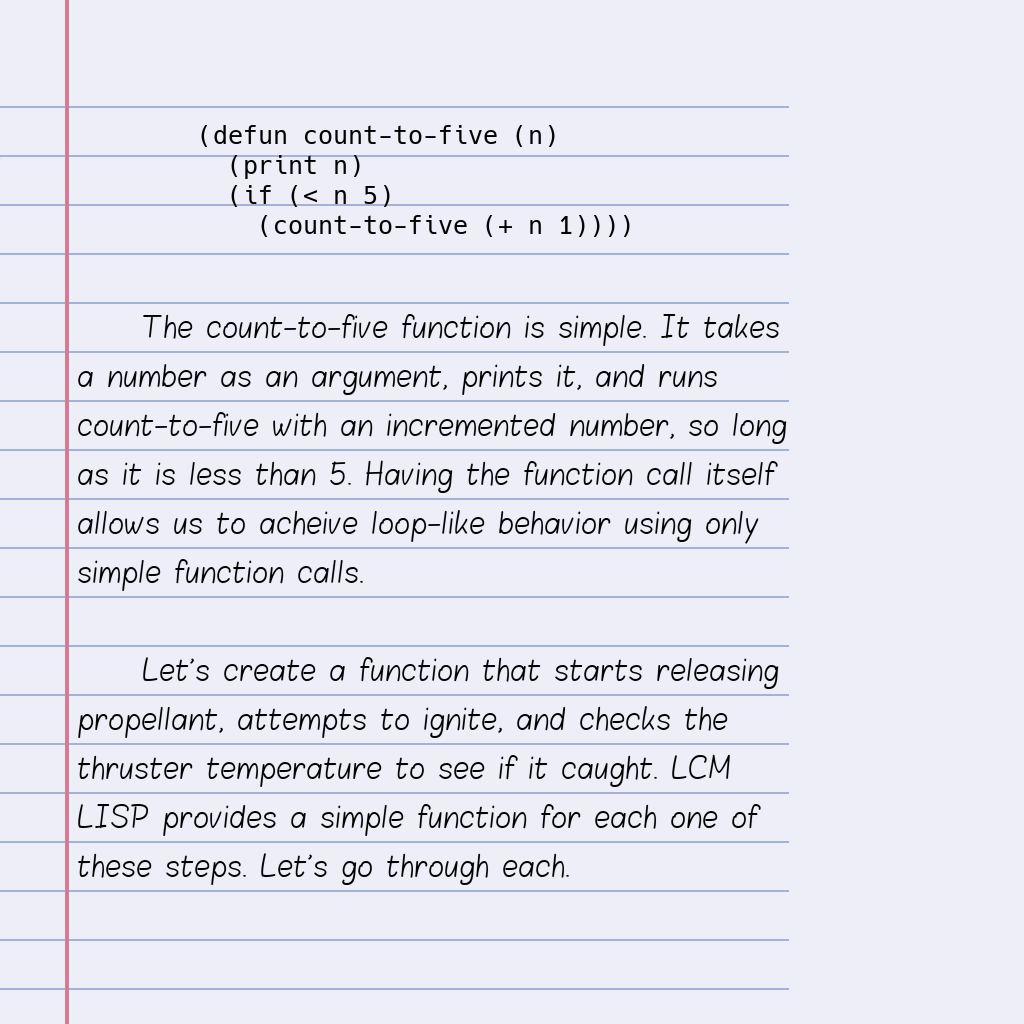 (defun count-to-five (n)
  (print n)
  (if (< n 5)
    (count-to-five (+ n 1))))
The count-to-five function is simple. It takes
a number as an argument, prints it, and runs
count-to-five with an incremented number, so long
as it is less than 5. Having the function call itself
allows us to acheive loop-like behavior using only
simple function calls.
Let's create a function that starts releasing
propellant, attempts to ignite, and checks the
thruster temperature to see if it caught. LCM
LISP provides a simple function for each one of
these steps. Let's go through each.